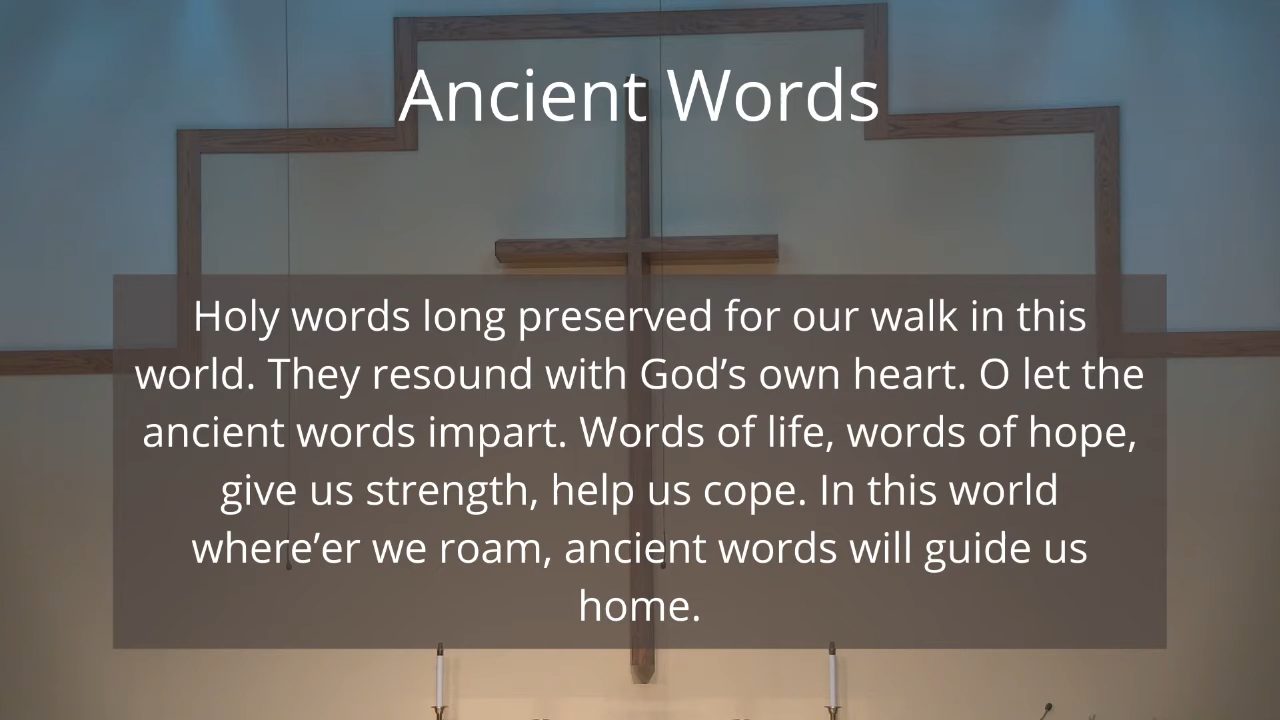 Ancient Words
Holy words long preserved for our walk in this
world. They resound with God’s own heart. O let the
ancient words impart. Words of life, words of hope,
give us strength, help us cope. In this world
where’er we roam, ancient words will guide us
home.